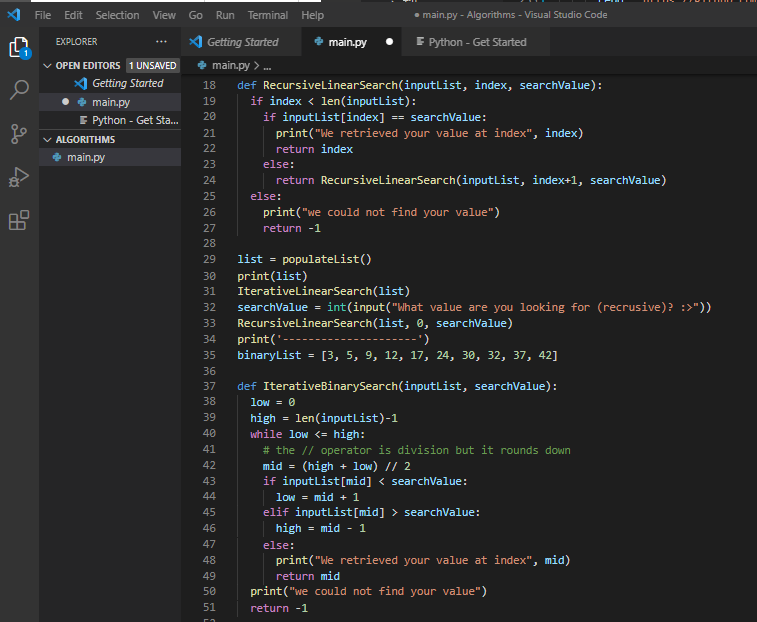 File Edit Selection View Go Run Terminal Help
● main.py - Algorithms - Visual Studio Code
EXPLORER ...
OPEN EDITORS 1 UNSAVED
Getting Started
main.py
Python - Get Sta...
ALGORITHMS
main.py
1
Getting Started main.py ● Python - Get Started
main.py > ...
18 def RecursiveLinearSearch(inputList, index, searchValue):
19 if index < len(inputList):
20 if inputList[index] == searchValue:
21 print("We retrieved your value at index", index)
22 return index
23 else:
24 return RecursiveLinearSearch(inputList, index+1, searchValue)
25 else:
26 print("we could not find your value")
27 return -1
28
29 list = populateList()
30 print(list)
31 IterativeLinearSearch(list)
32 searchValue = int(input("What value are you looking for (recrusive)? :>"))
33 RecursiveLinearSearch(list, 0, searchValue)
34 print('---------------------')
35 binaryList = [3, 5, 9, 12, 17, 24, 30, 32, 37, 42]
36
37 def IterativeBinarySearch(inputList, searchValue):
38 low = 0
39 high = len(inputList)-1
40 while low <= high:
41 # the // operator is division but it rounds down
42 mid = (high + low) // 2
43 if inputList[mid] < searchValue:
44 low = mid + 1
45 elif inputList[mid] > searchValue:
46 high = mid - 1
47 else:
48 print("We retrieved your value at index", mid)
49 return mid
50 print("we could not find your value")
51 return -1